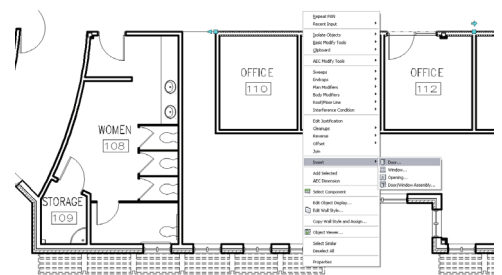 Repeat PAN
Recent Input
Isolate Objects
Basic Modify Tools
Clipboard
AEC Modify Tools
Sweeps
Endcaps
Plan Modifiers
Body Modifiers
Roof/Floor Line
Interference Condition
Edit Justification
Cleanups
Reverse
Offset
Join
Insert
Door...
Window...
Opening...
Door/Window Assembly...
Add Selected
AEC Dimension
Select Component
Edit Object Display...
Edit Wall Style...
Copy Wall Style and Assign...
Object Viewer...
Select Similar
Deselect All
Properties
OFFICE
110
OFFICE
112
WOMEN
108
STORAGE
109